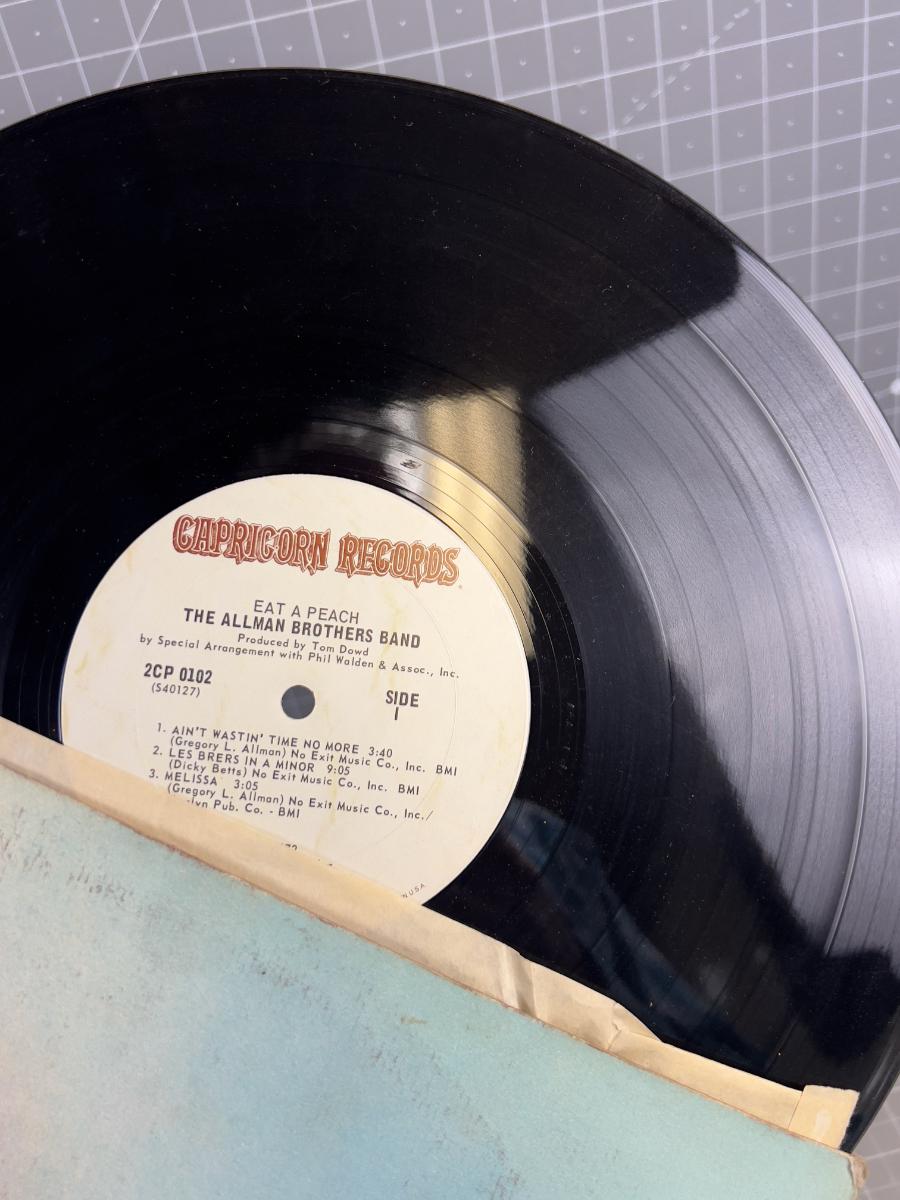 CAPRICORN RECORDS
EAT A PEACH
THE ALLMAN BROTHERS BAND
Produced by Tom Dowd
by Special Arrangement with Phil Walden & Assoc., Inc.
2CP 0102
(S40127)
SIDE
1
1. AIN'T WASTIN' TIME NO MORE 3:40
(Gregory L. Allman) No Exit Music Co., Inc. BMI
2. LES BRERS IN A MINOR 9:05
(Dicky Betts) No Exit Music Co., Inc. BMI
3. MELISSA 3:05
(Gregory L. Allman) No Exit Music Co., Inc./
Pub. Co. - BMI
USA